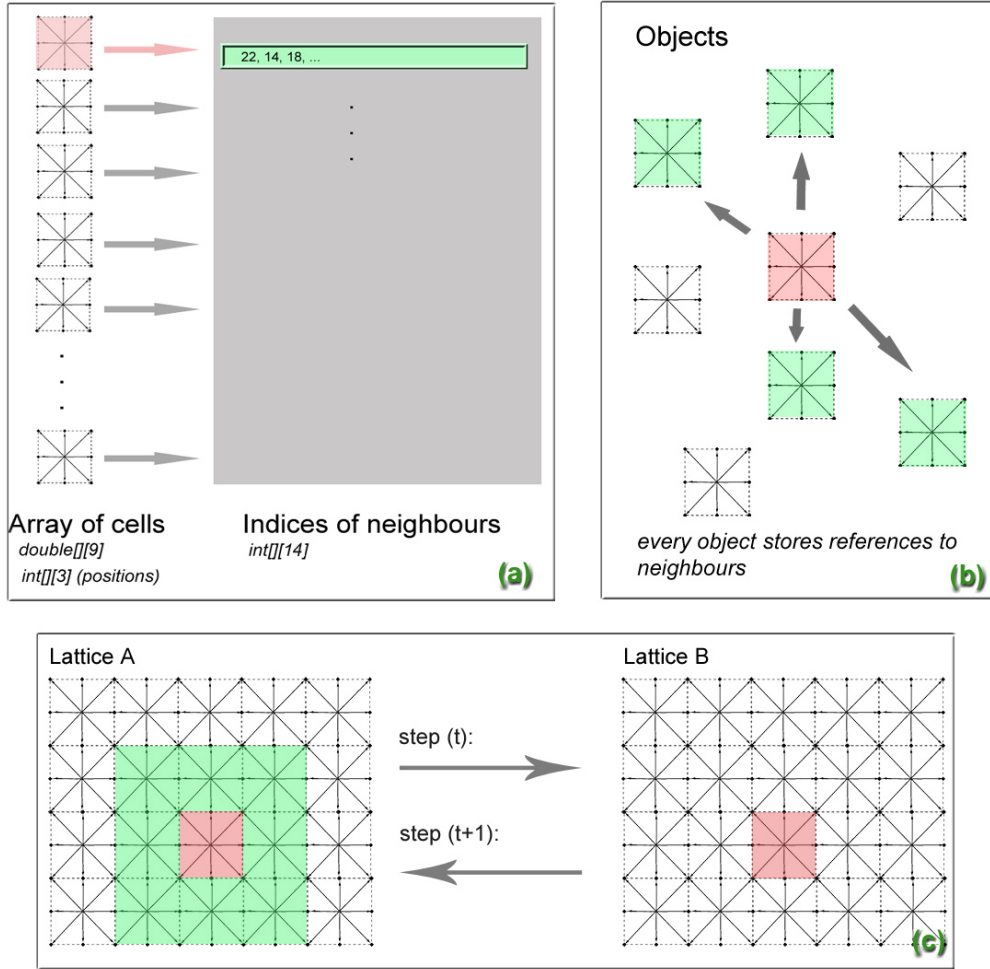 22, 14, 18, ...
Array of cells
double[][9]
int[][3] (positions)
Indices of neighbours
int[][14]
(a)
Objects
every object stores references to
neighbours
(b)
Lattice A
step (t):
step (t+1):
Lattice B
(c)